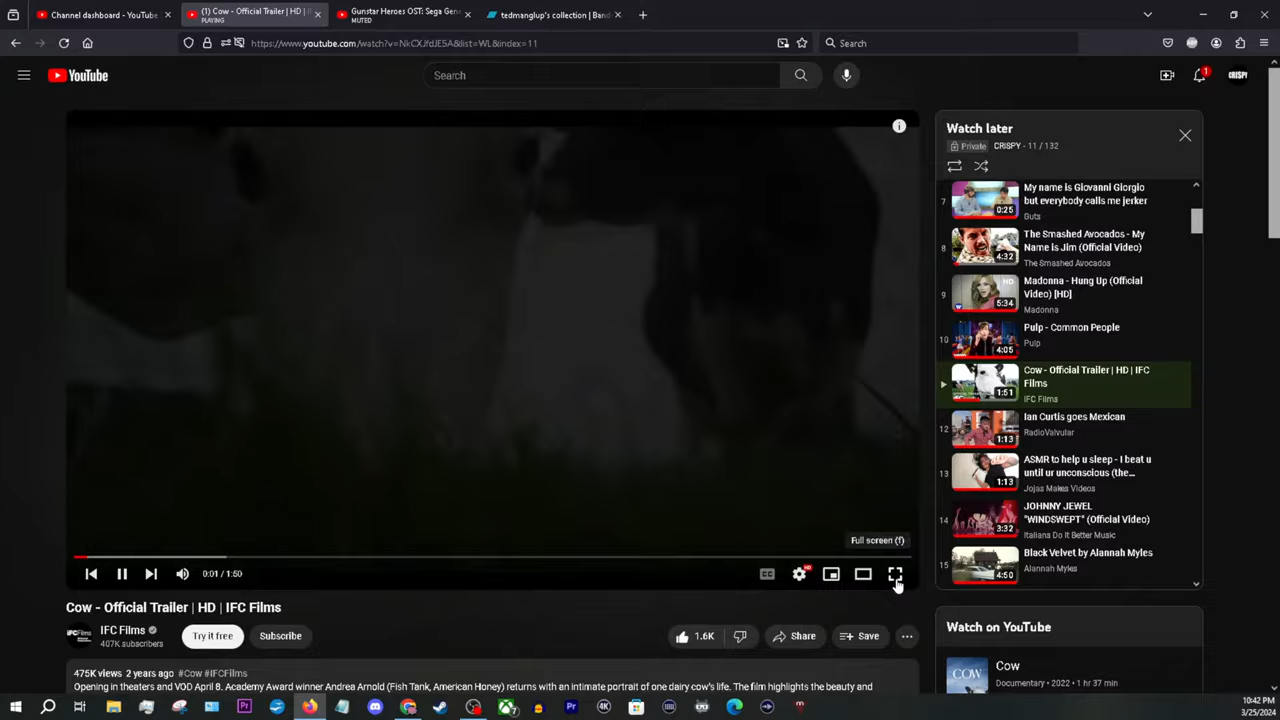 Channel dashboard - YouTube
(1) Cow - Official Trailer | HD | I
PLAYING
Gunstar Heroes OST: Sega Gen
MUTED
tedmanglup's collection | Band
https://www.youtube.com/watch?v=NkCXJfdJE5A&list=WL&index=11
Search
YouTube
Search
1
CRISPY
Watch later
Private CRISPY - 11 / 132
7
My name is Giovanni Giorgio
but everybody calls me jerker
0:25
Guts
8
The Smashed Avocados - My
Name is Jim (Official Video)
4:32
The Smashed Avocados
9
Madonna - Hung Up (Official
Video) [HD]
HD
5:34
Madonna
10
Pulp - Common People
Pulp
4:05
Cow - Official Trailer | HD | IFC
Films
1:51
IFC Films
12
Ian Curtis goes Mexican
RadioValvular
1:13
13
ASMR to help u sleep - I beat u
until ur unconscious (the...
1:13
Jojas Makes Videos
14
JOHNNY JEWEL
"WINDSWEPT" (Official Video)
3:32
Italians Do It Better Music
15
Black Velvet by Alannah Myles
Alannah Myles
4:50
Full screen (f)
0:01 / 1:50
CC
HD
Cow - Official Trailer | HD | IFC Films
IFC Films
407K subscribers
Try it free
Subscribe
1.6K
Share
Save
475K views 2 years ago #Cow #IFCFilms
Opening in theaters and VOD April 8. Academy Award winner Andrea Arnold (Fish Tank, American Honey) returns with an intimate portrait of one dairy cow's life. The film highlights the beauty and
Watch on YouTube
COW
Cow
Documentary • 2022 • 1 hr 37 min
Pr
4K
10:42 PM
3/25/2024